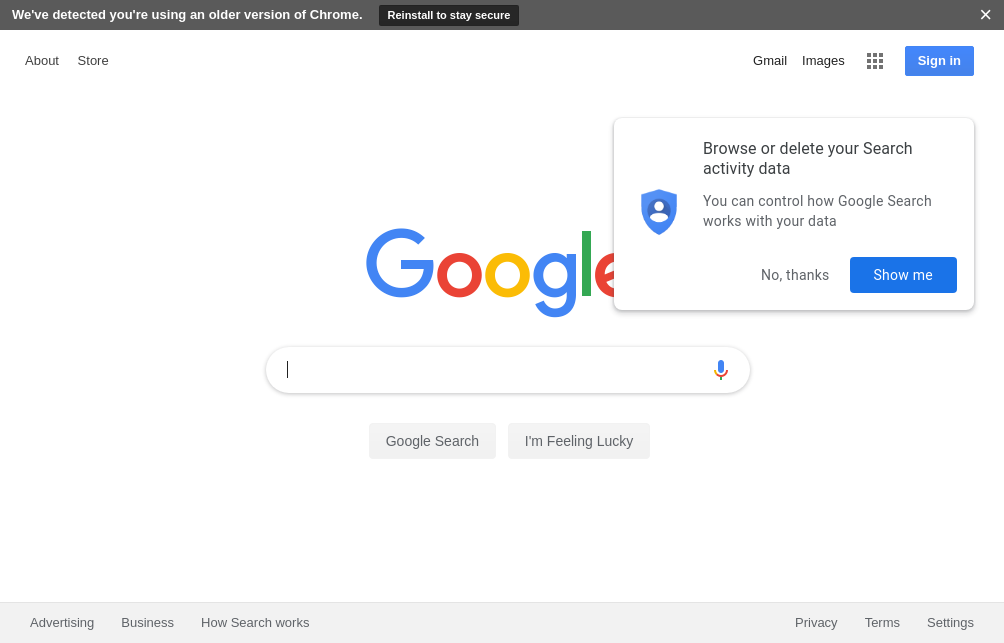 We've detected you're using an older version of Chrome. Reinstall to stay secure
About Store Gmail Images Sign in
Browse or delete your Search
activity data
You can control how Google Search
works with your data
No, thanks Show me
Google
Google Search I'm Feeling Lucky
Advertising Business How Search works Privacy Terms Settings